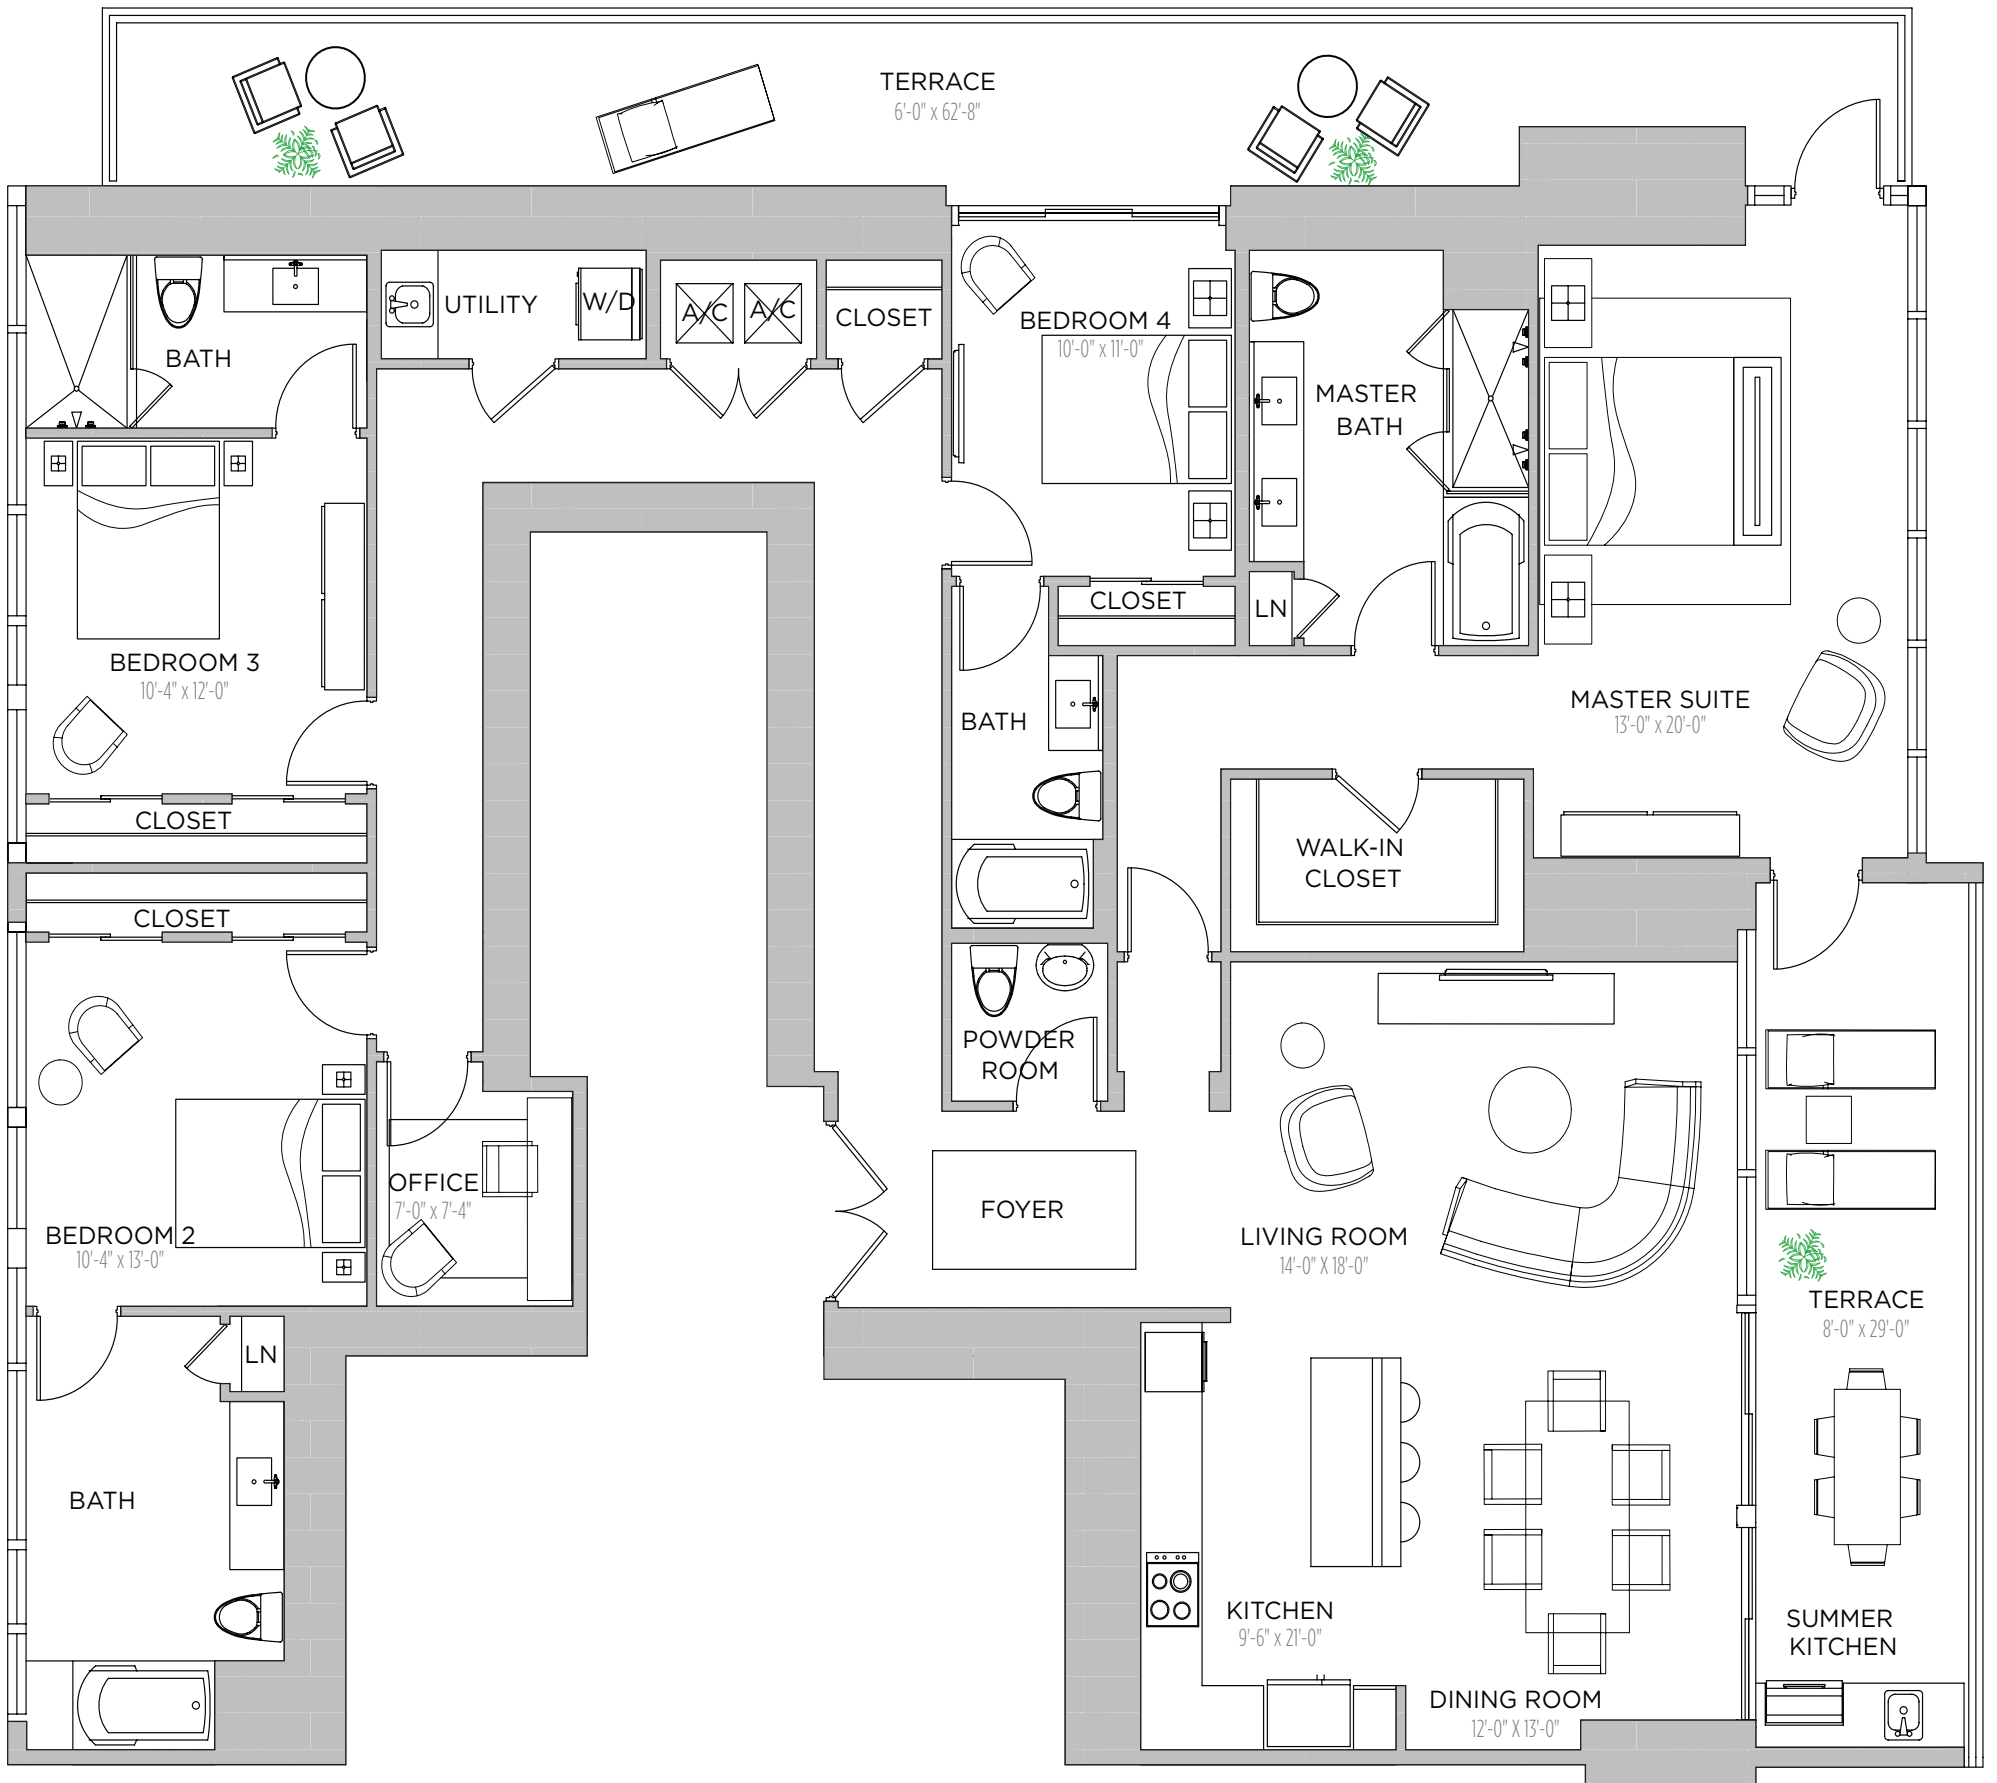 TERRACE
6'-0" x 62'-8"
UTILITY
W/D
A/C
A/C
CLOSET
BEDROOM 4
10'-0" x 11'-0"
BATH
MASTER
BATH
CLOSET
LN
BEDROOM 3
10'-4" x 12'-0"
BATH
MASTER SUITE
13'-0" x 20'-0"
CLOSET
WALK-IN
CLOSET
CLOSET
POWDER
ROOM
OFFICE
7'-0" x 7'-4"
FOYER
BEDROOM 2
10'-4" x 13'-0"
LIVING ROOM
14'-0" X 18'-0"
TERRACE
8'-0" x 29'-0"
LN
BATH
KITCHEN
9'-6" x 21'-0"
SUMMER
KITCHEN
DINING ROOM
12'-0" X 13'-0"